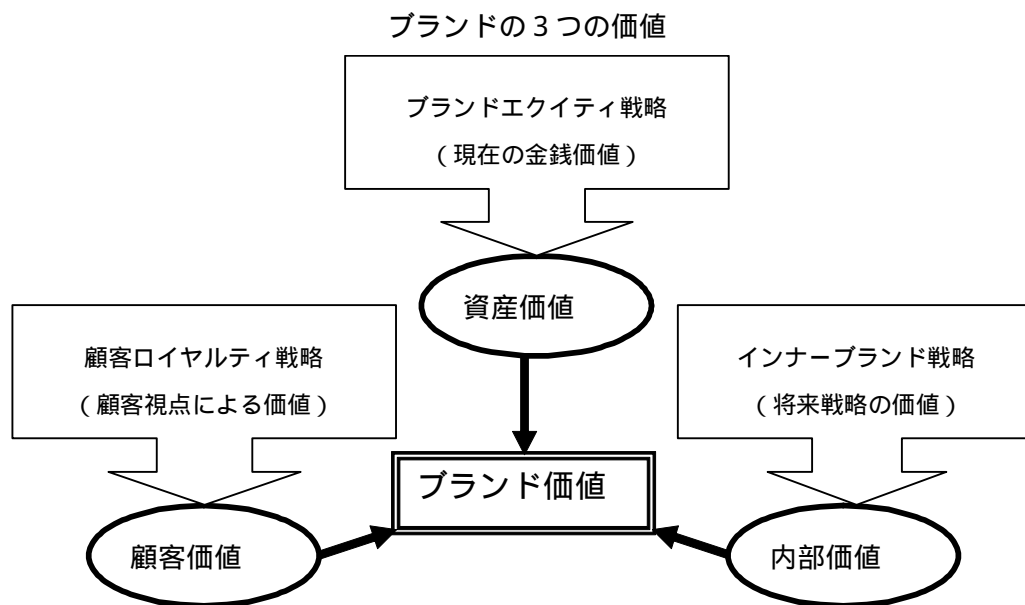 ブランドの３つの価値
ブランドエクイティ戦略
（現在の金銭価値）
資産価値
顧客ロイヤルティ戦略
（顧客視点による価値）
インナーブランド戦略
（将来戦略の価値）
ブランド価値
顧客価値
内部価値